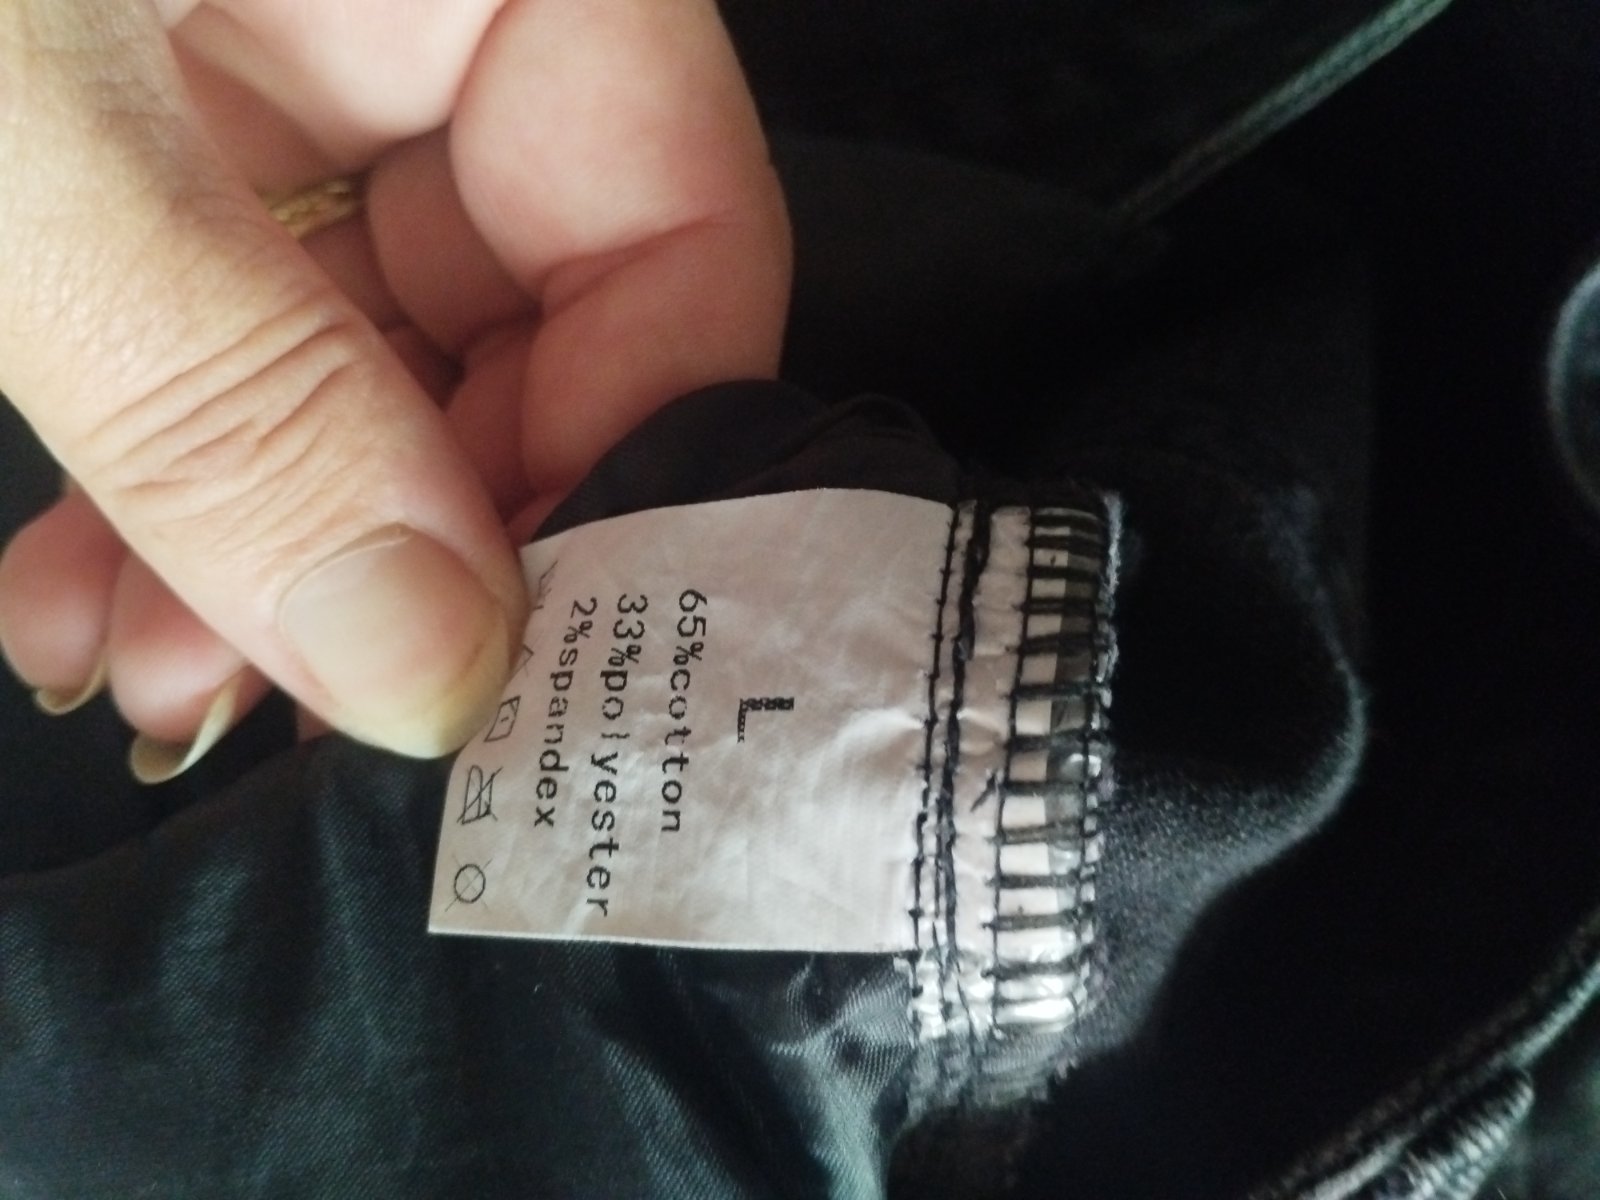 L
65%cotton
33%polyester
2%spandex